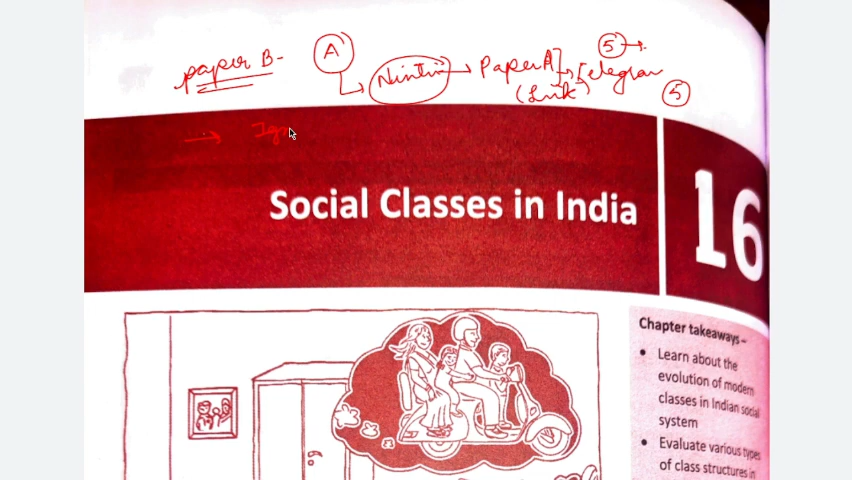 paper B-
A
5
Paper A
Telegram
(Link)
5
Social Classes in India
16
Chapter takeaways–
• Learn about the
evolution of modern
classes in Indian social
system
• Evaluate various types
of class structures in